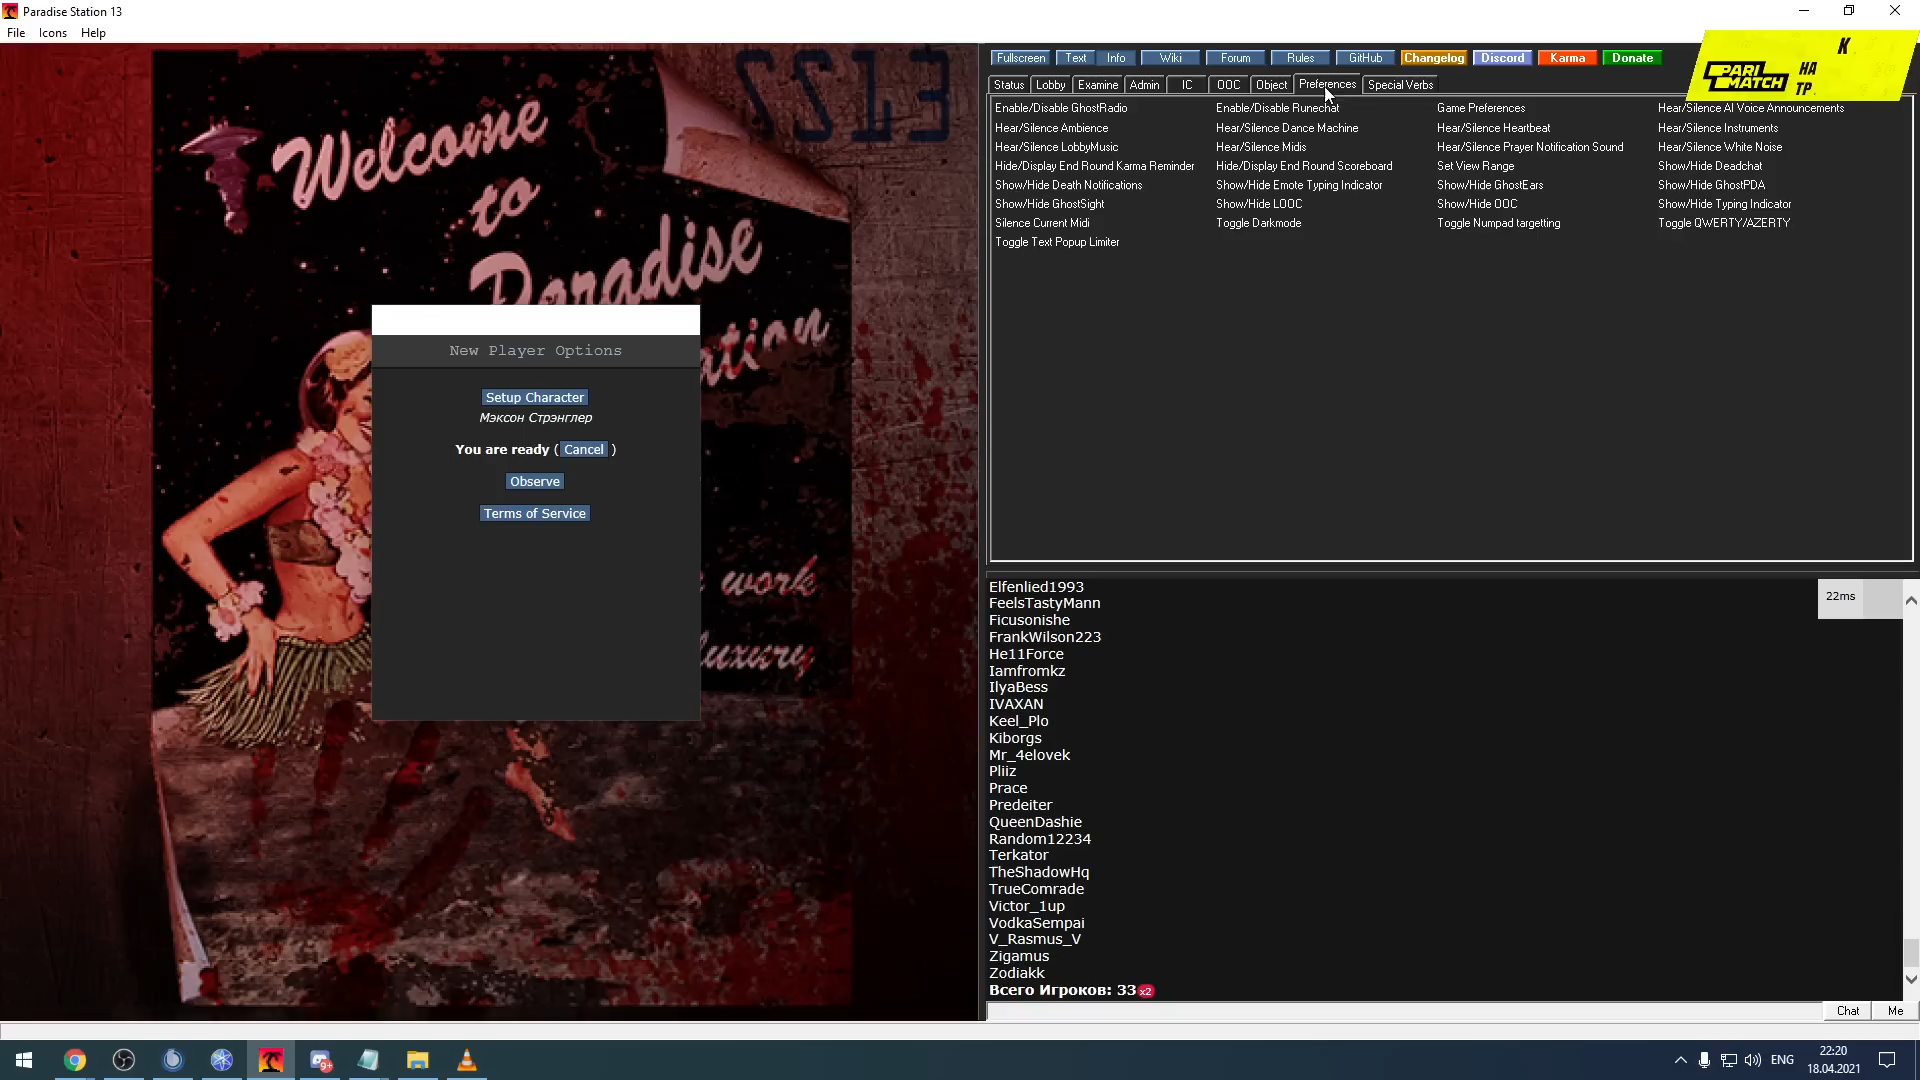 Paradise Station 13
File Icons Help
Welcome
to
Paradise
ation
work
luxury
2213
New Player Options
Setup Character
Мэксон Стрэнглер
You are ready ( Cancel )
Observe
Terms of Service
Fullscreen Text Info Wiki Forum Rules GitHub Changelog Discord Karma Donate
PARI MATCH
К
НА
ТР
Status Lobby Examine Admin IC OOC Object Preferences Special Verbs
Enable/Disable GhostRadio Enable/Disable Runechat Game Preferences Hear/Silence AI Voice Announcements
Hear/Silence Ambience Hear/Silence Dance Machine Hear/Silence Heartbeat Hear/Silence Instruments
Hear/Silence LobbyMusic Hear/Silence Midis Hear/Silence Prayer Notification Sound Hear/Silence White Noise
Hide/Display End Round Karma Reminder Hide/Display End Round Scoreboard Set View Range Show/Hide Deadchat
Show/Hide Death Notifications Show/Hide Emote Typing Indicator Show/Hide GhostEars Show/Hide GhostPDA
Show/Hide GhostSight Show/Hide LOOC Show/Hide OOC Show/Hide Typing Indicator
Silence Current Midi Toggle Darkmode Toggle Numpad targetting Toggle QWERTY/AZERTY
Toggle Text Popup Limiter
22ms
Elfenlied1993
FeelsTastyMann
Ficusonishe
FrankWilson223
He11Force
Iamfromkz
IlyaBess
IVAXAN
Keel_Plo
Kiborgs
Mr_4elovek
Pliiz
Prace
Predeiter
QueenDashie
Random12234
Terkator
TheShadowHq
TrueComrade
Victor_1up
VodkaSempai
V_Rasmus_V
Zigamus
Zodiakk
Всего Игроков: 33 x2
Chat Me
9+
ENG
22:20
18.04.2021